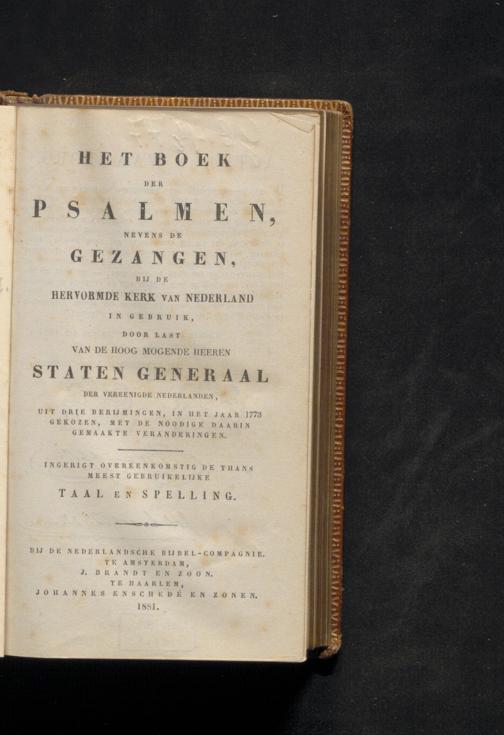 HET BOEK
DER
PSALMEN,
NEVENS DE
GEZANGEN,
BIJ DE
HERVORMDE KERK VAN NEDERLAND
IN GEBRUIK,
DOOR LAST
VAN DE HOOG MOGENDE HEEREN
STATEN GENERAAL
DER VEREENIGDE NEDERLANDEN,
UIT DRIE BERIJMINGEN, IN HET JAAR 1773
GEKOZEN, MET DE NOODIGE DAARIN
GEMAAKTE VERANDERINGEN.
INGERIGT OVEREENKOMSTIG DE THANS
MEEST GEBRUIKELIJKE
TAAL EN SPELLING.
BIJ DE NEDERLANDSCHE BIJBEL-COMPAGNIE.
TE AMSTERDAM,
J. BRANDT EN ZOON.
TE HAARLEM,
JOHANNES ENSCHEDÉ EN ZONEN.
1881.